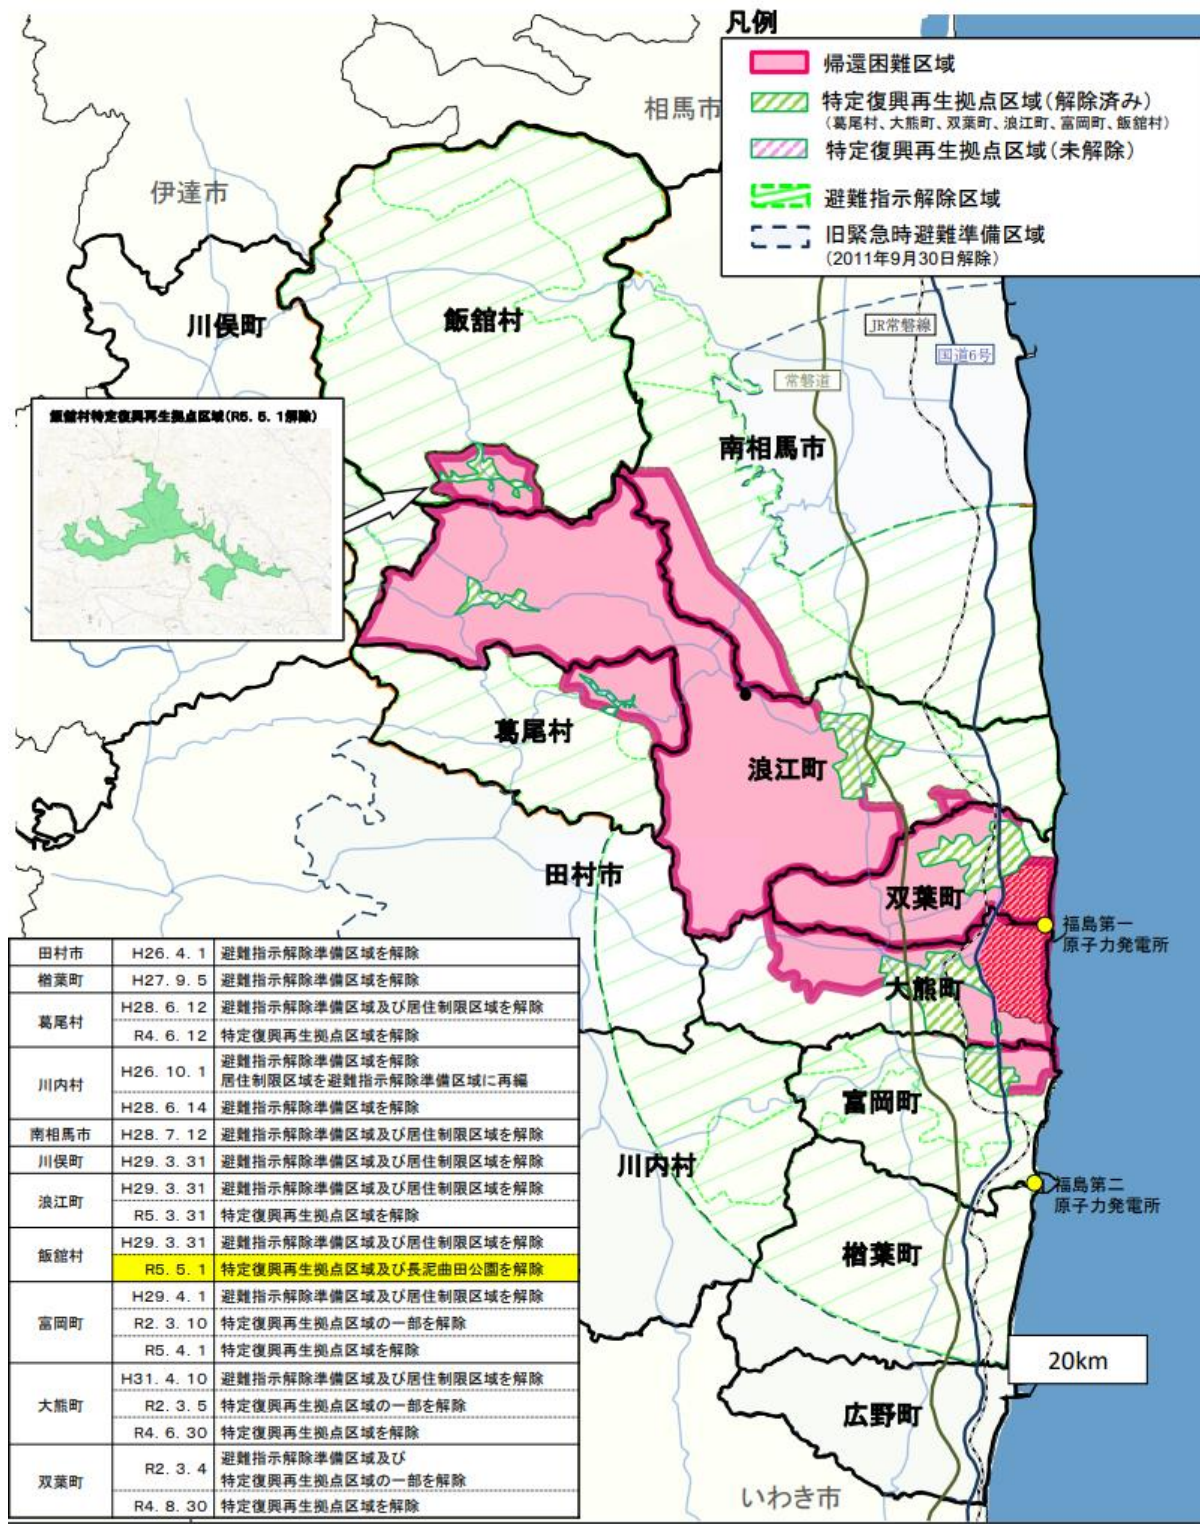 凡例
帰還困難区域
特定復興再生拠点区域(解除済み)
(葛尾村、大熊町、双葉町、浪江町、富岡町、飯舘村)
特定復興再生拠点区域(未解除)
避難指示解除区域
旧緊急時避難準備区域
(2011年9月30日解除)
相馬市
伊達市
川俣町
飯舘村
JR常磐線
国道6号
常磐道
飯舘村特定復興再生拠点区域(R5.5.1解除)
南相馬市
葛尾村
浪江町
田村市
双葉町
福島第一
原子力発電所
大熊町
富岡町
川内村
福島第二
原子力発電所
楢葉町
20km
広野町
いわき市
田村市 H26.4.1 避難指示解除準備区域を解除
楢葉町 H27.9.5 避難指示解除準備区域を解除
葛尾村 H28.6.12 避難指示解除準備区域及び居住制限区域を解除
R4.6.12 特定復興再生拠点区域を解除
川内村 H26.10.1 避難指示解除準備区域を解除
居住制限区域を避難指示解除準備区域に再編
H28.6.14 避難指示解除準備区域を解除
南相馬市 H28.7.12 避難指示解除準備区域及び居住制限区域を解除
川俣町 H29.3.31 避難指示解除準備区域及び居住制限区域を解除
浪江町 H29.3.31 避難指示解除準備区域及び居住制限区域を解除
R5.3.31 特定復興再生拠点区域を解除
飯舘村 H29.3.31 避難指示解除準備区域及び居住制限区域を解除
R5.5.1 特定復興再生拠点区域及び長泥曲田公園を解除
富岡町 H29.4.1 避難指示解除準備区域及び居住制限区域を解除
R2.3.10 特定復興再生拠点区域の一部を解除
R5.4.1 特定復興再生拠点区域を解除
大熊町 H31.4.10 避難指示解除準備区域及び居住制限区域を解除
R2.3.5 特定復興再生拠点区域の一部を解除
R4.6.30 特定復興再生拠点区域を解除
双葉町 R2.3.4 避難指示解除準備区域及び
特定復興再生拠点区域の一部を解除
R4.8.30 特定復興再生拠点区域を解除